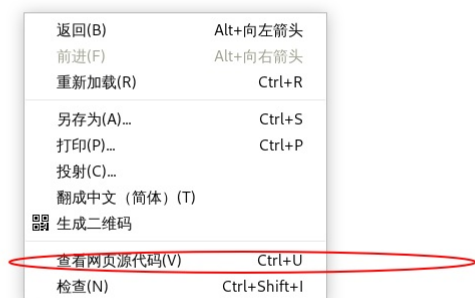 返回(B) Alt+向左箭头
前进(F) Alt+向右箭头
重新加载(R) Ctrl+R
另存为(A)... Ctrl+S
打印(P)... Ctrl+P
投射(C)...
翻成中文（简体）(T)
生成二维码
查看网页源代码(V) Ctrl+U
检查(N) Ctrl+Shift+I